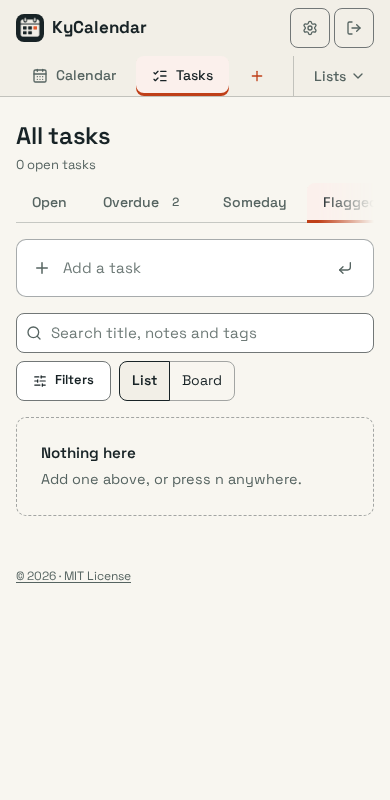 KyCalendar
Calendar
Tasks
Lists
All tasks
0 open tasks
Open
Overdue 2
Someday
Flagged
Add a task
Search title, notes and tags
Filters
List
Board
Nothing here
Add one above, or press n anywhere.
© 2026 · MIT License